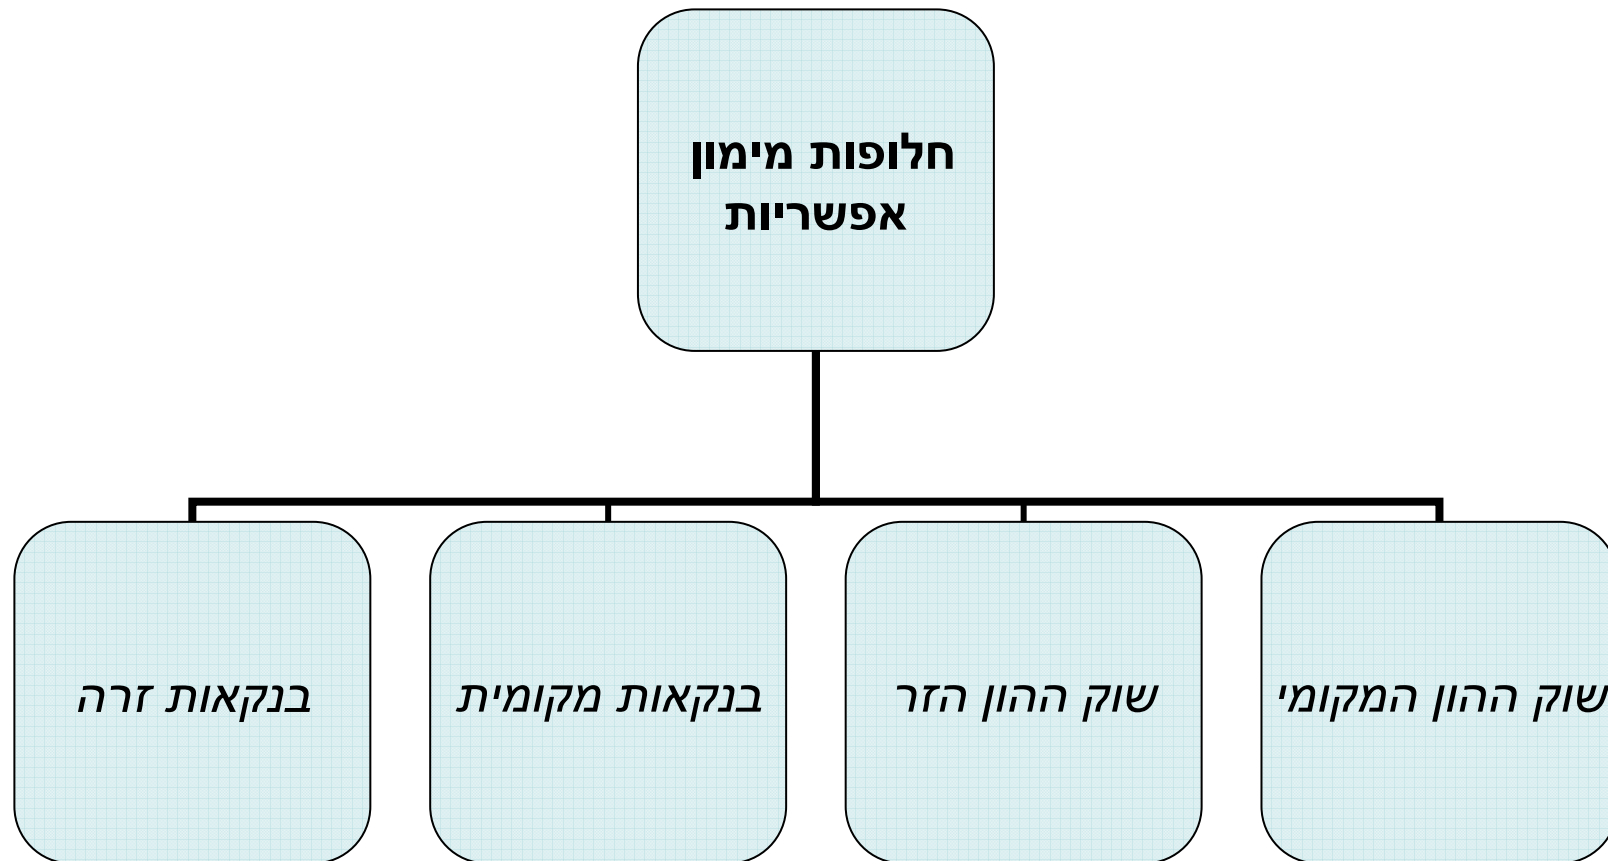 חלופות מימון
אפשריות
שוק ההון המקומי
שוק ההון הזר
בנקאות מקומית
בנקאות זרה